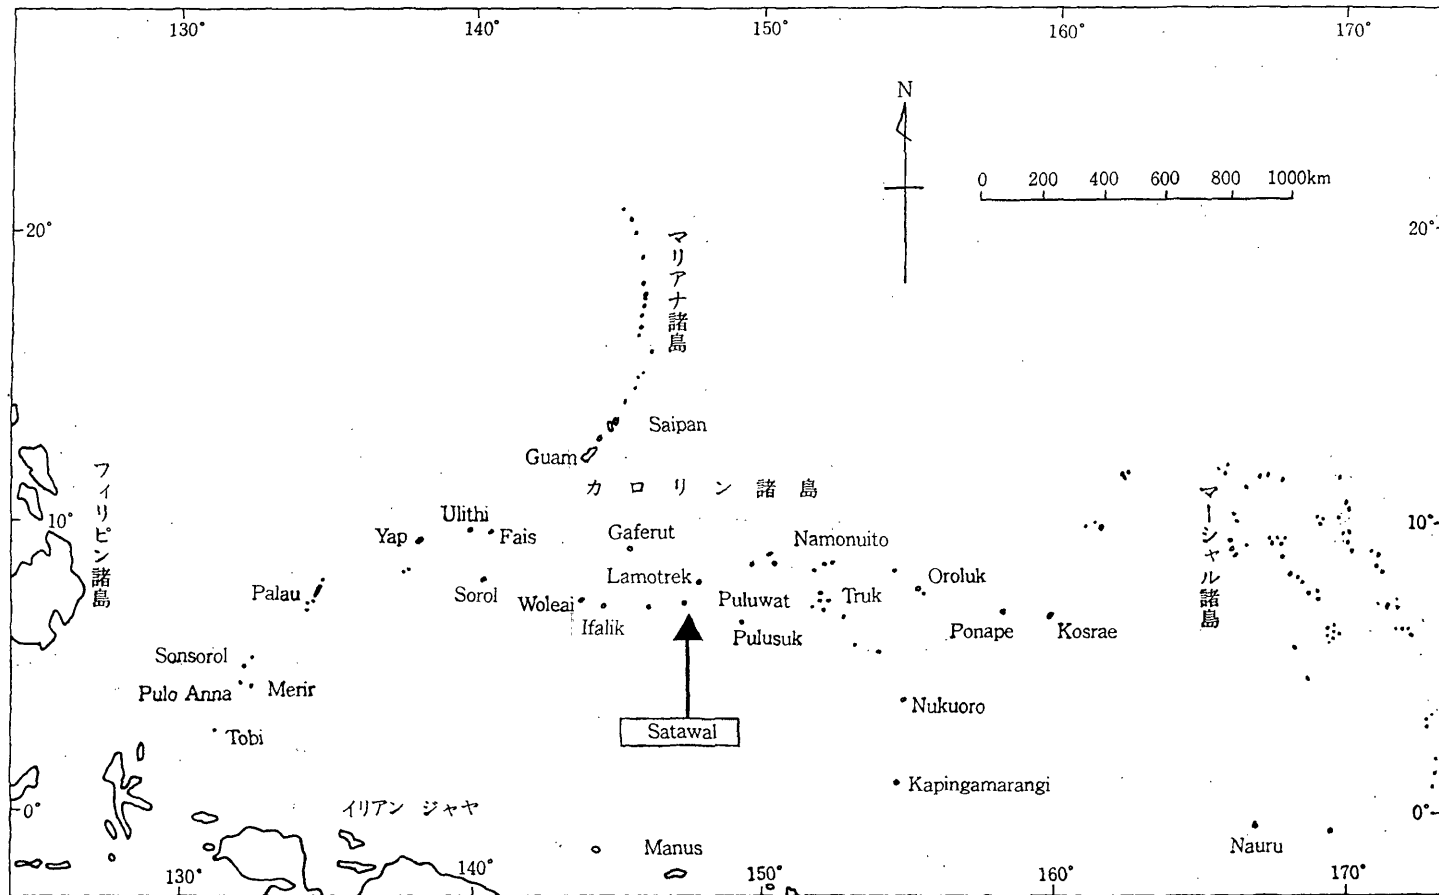 130°
140°
150°
160°
170°
N
0 200 400 600 800 1000km
20°
20°
マリアナ諸島
Saipan
Guam
カロリン諸島
フィリピン諸島
マーシャル諸島
10°
10°
Ulithi
Yap
Fais
Gaferut
Namonuito
Palau
Sorol
Lamotrek
Woleai
Ifalik
Puluwat
Truk
Oroluk
Pulusuk
Ponape
Kosrae
Sonsorol
Pulo Anna
Merir
Nukuoro
Tobi
Satawal
Kapingamarangi
0°
イリアン ジャヤ
0°
Manus
Nauru
130°
140°
150°
160°
170°